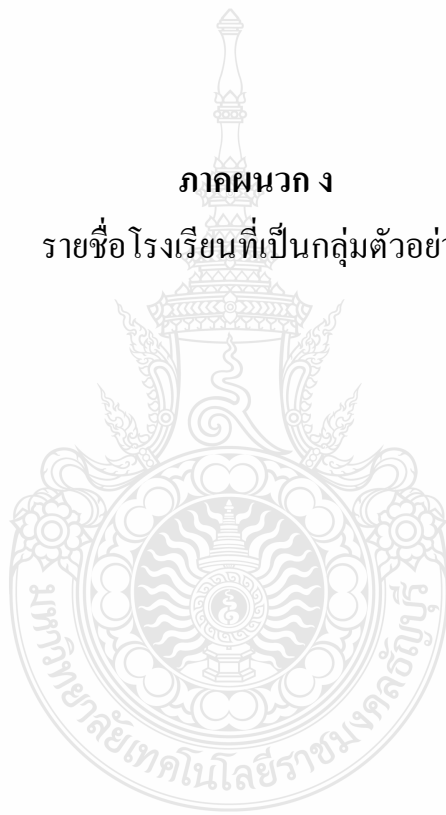 ภาคผนวก ง
รายชื่อโรงเรียนที่เป็นกลุ่มตัวอย่
มหาวิทยาลัยเทคโนโลยีราชมงคลธัญบุรี